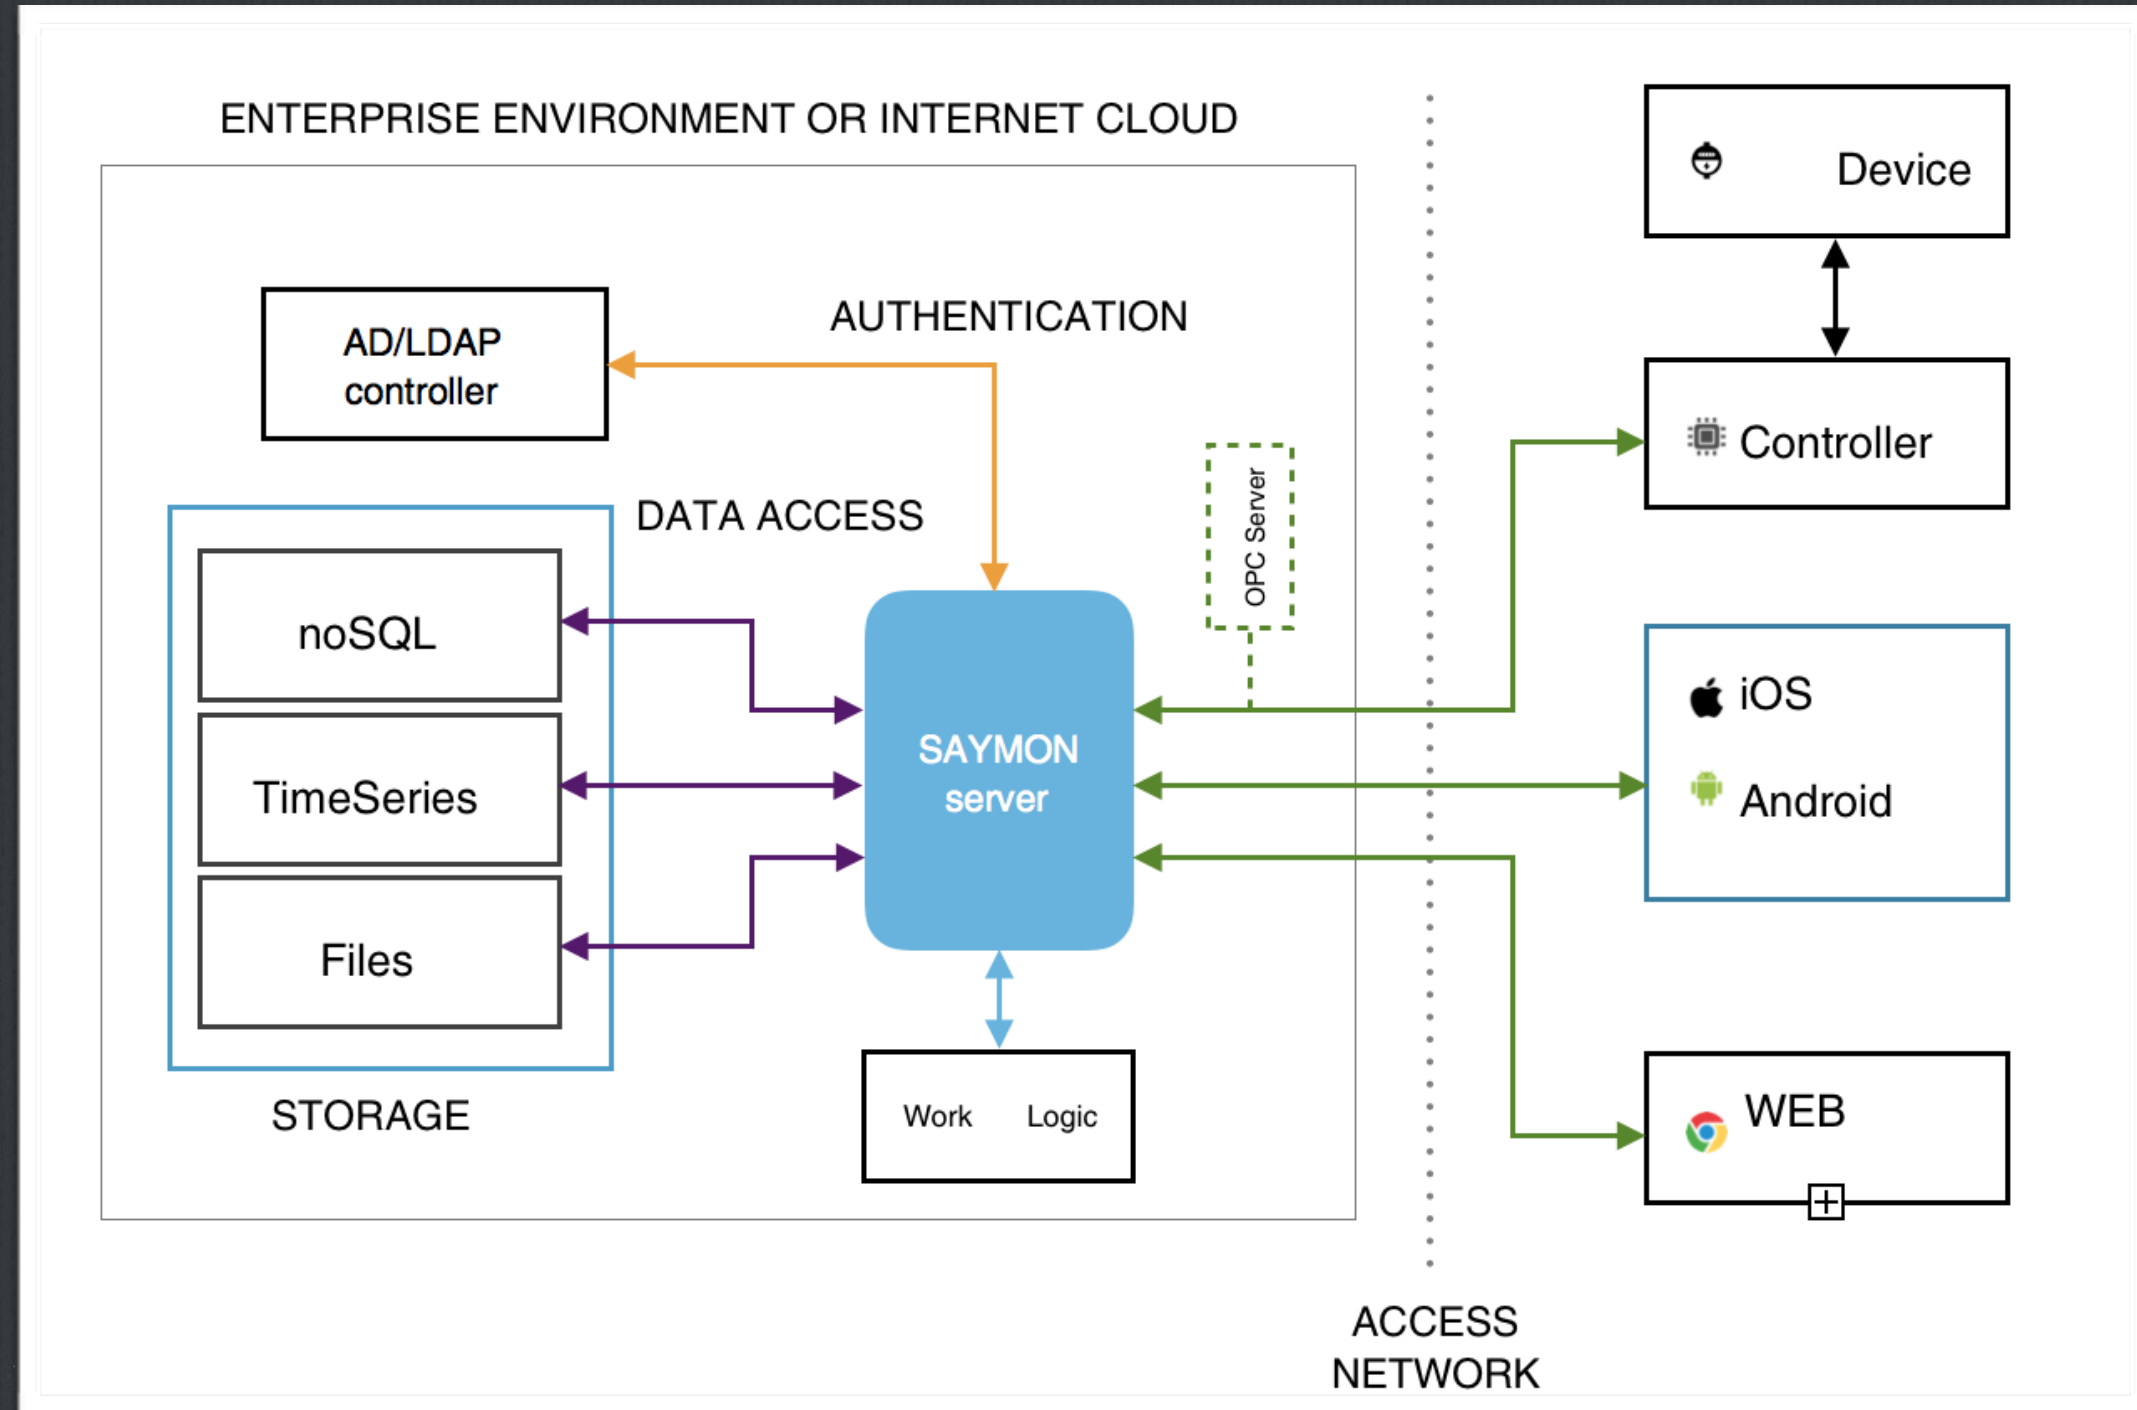 ENTERPRISE ENVIRONMENT OR INTERNET CLOUD
Device
AUTHENTICATION
AD/LDAP
controller
Controller
OPC Server
DATA ACCESS
noSQL
iOS
Android
SAYMON
server
TimeSeries
Files
Work Logic
WEB
STORAGE
ACCESS
NETWORK